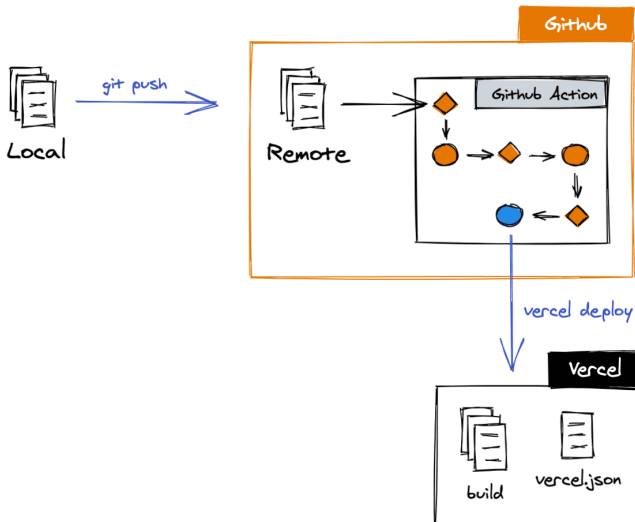 Github
git push
Github Action
Local
Remote
vercel deploy
Vercel
build
vercel.json